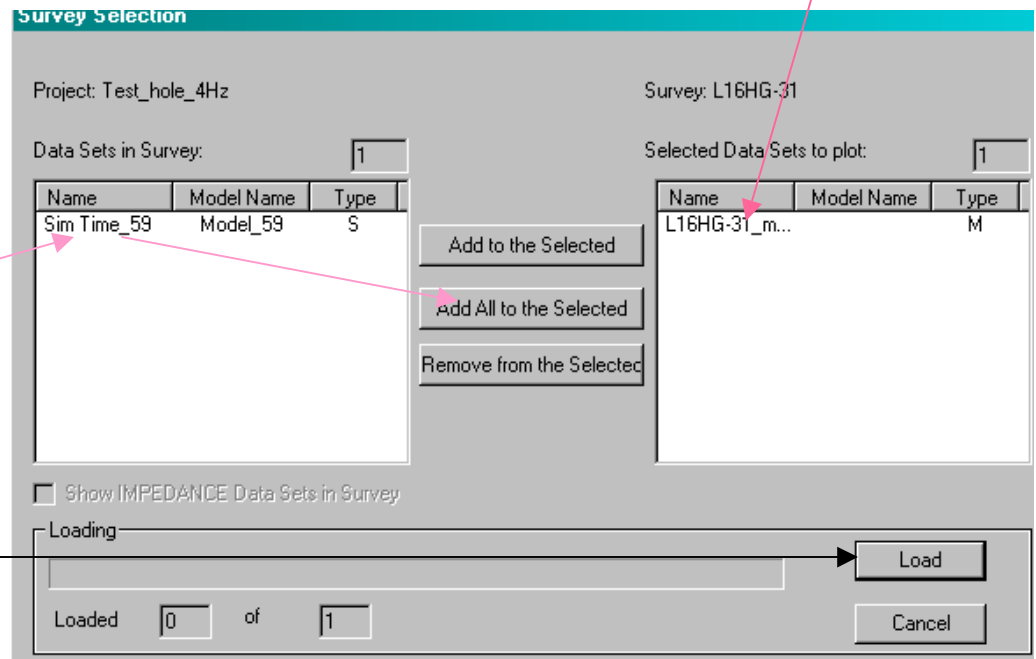 Survey Selection
Project: Test_hole_4Hz
Survey: L16HG-31
Data Sets in Survey: 1
Selected Data Sets to plot: 1
Name Model Name Type
Sim Time_59 Model_59 S
Name Model Name Type
L16HG-31_m... M
Add to the Selected
Add All to the Selected
Remove from the Selected
Show IMPEDANCE Data Sets in Survey
Loading
Load
Loaded 0 of 1
Cancel